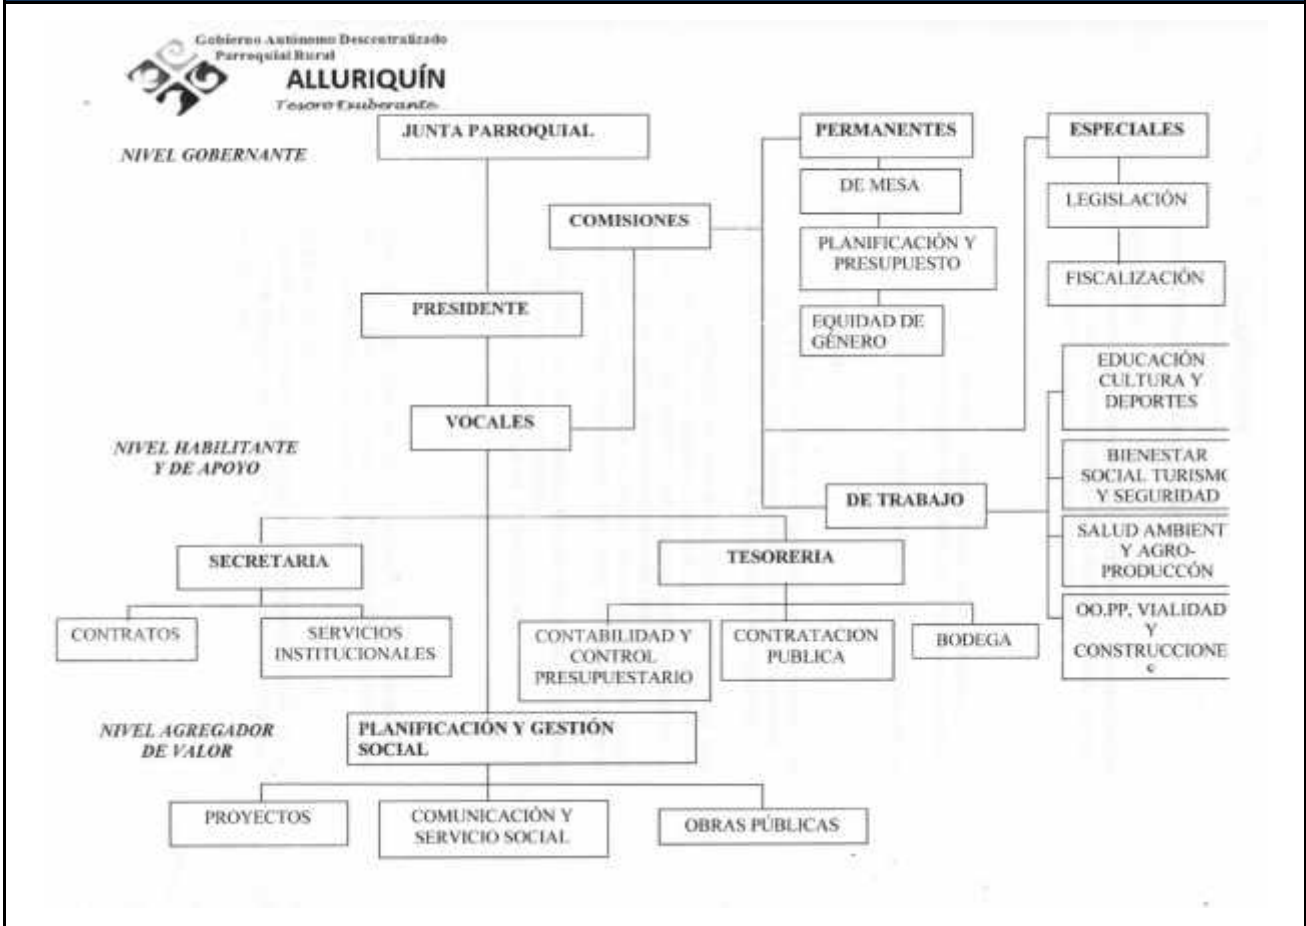 Gobierno Autónomo Descentralizado
Parroquial Rural
ALLURIQUÍN
Tesoro Exuberante
JUNTA PARROQUIAL
PERMANENTES
ESPECIALES
NIVEL GOBERNANTE
DE MESA
LEGISLACIÓN
COMISIONES
PLANIFICACIÓN Y
PRESUPUESTO
FISCALIZACIÓN
PRESIDENTE
EQUIDAD DE
GÉNERO
EDUCACIÓN
CULTURA Y
DEPORTES
VOCALES
NIVEL HABILITANTE
Y DE APOYO
BIENESTAR
SOCIAL TURISMO
Y SEGURIDAD
DE TRABAJO
SALUD AMBIENT
Y AGRO-
PRODUCCÓN
SECRETARIA
TESORERIA
OO.PP, VIALIDAD
Y
CONSTRUCCIONE
S
CONTRATOS
SERVICIOS
INSTITUCIONALES
CONTABILIDAD Y
CONTROL
PRESUPUESTARIO
CONTRATACION
PUBLICA
BODEGA
NIVEL AGREGADOR
DE VALOR
PLANIFICACIÓN Y GESTIÓN
SOCIAL
PROYECTOS
COMUNICACIÓN Y
SERVICIO SOCIAL
OBRAS PÚBLICAS